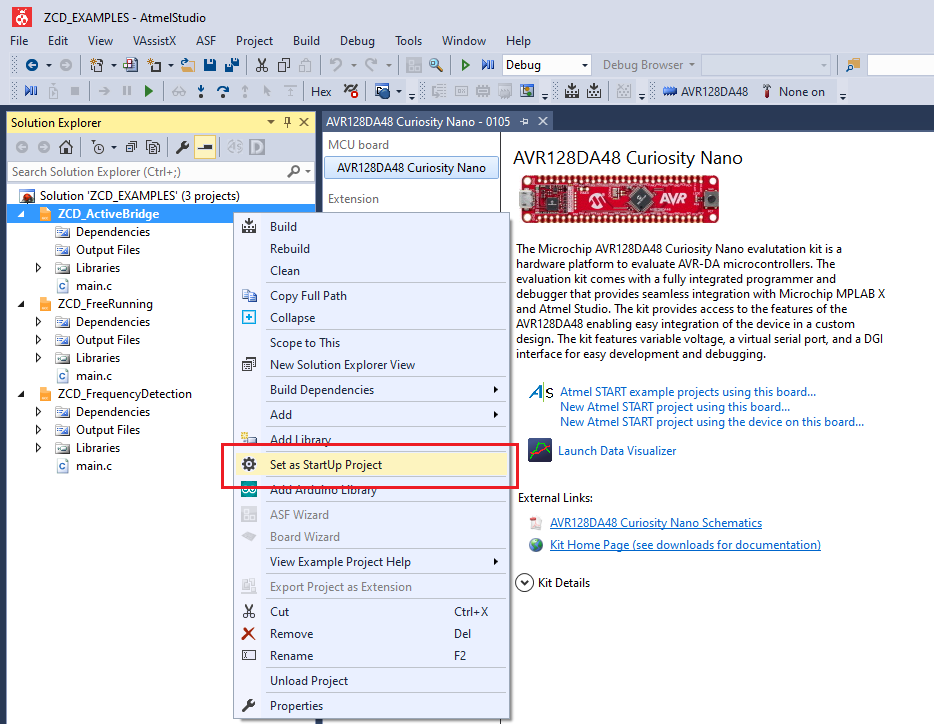 ZCD_EXAMPLES - AtmelStudio
File Edit View VAssistX ASF Project Build Debug Tools Window Help
Debug Debug Browser
Hex AVR128DA48 None on
Solution Explorer
Search Solution Explorer (Ctrl+;)
Solution 'ZCD_EXAMPLES' (3 projects)
ZCD_ActiveBridge
Dependencies
Output Files
Libraries
main.c
ZCD_FreeRunning
Dependencies
Output Files
Libraries
main.c
ZCD_FrequencyDetection
Dependencies
Output Files
Libraries
main.c
Build
Rebuild
Clean
Copy Full Path
Collapse
Scope to This
New Solution Explorer View
Build Dependencies
Add
Add Library
Set as StartUp Project
Add Arduino Library
ASF Wizard
Board Wizard
View Example Project Help
Export Project as Extension
Cut Ctrl+X
Remove Del
Rename F2
Unload Project
Properties
AVR128DA48 Curiosity Nano - 0105
MCU board
AVR128DA48 Curiosity Nano
Extension
AVR128DA48 Curiosity Nano
AVR
The Microchip AVR128DA48 Curiosity Nano evalutation kit is a
hardware platform to evaluate AVR-DA microcontrollers. The
evaluation kit comes with a fully integrated programmer and
debugger that provides seamless integration with Microchip MPLAB X
and Atmel Studio. The kit provides access to the features of the
AVR128DA48 enabling easy integration of the device in a custom
design. The kit features variable voltage, a virtual serial port, and a DGI
interface for easy development and debugging.
Atmel START example projects using this board...
New Atmel START project using this board...
New Atmel START project using the device on this board...
Launch Data Visualizer
External Links:
AVR128DA48 Curiosity Nano Schematics
Kit Home Page (see downloads for documentation)
Kit Details